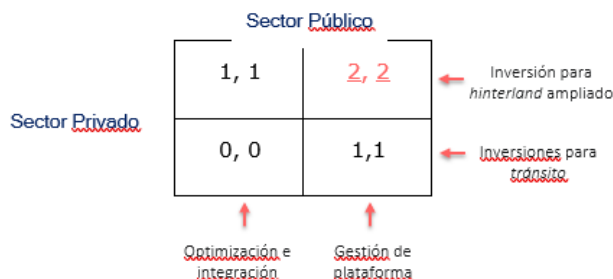 Sector Público
1, 1
2, 2
Inversión para
hinterland ampliado
Sector Privado
0, 0
1,1
Inversiones para
tránsito
Optimización e
integración
Gestión de
plataforma